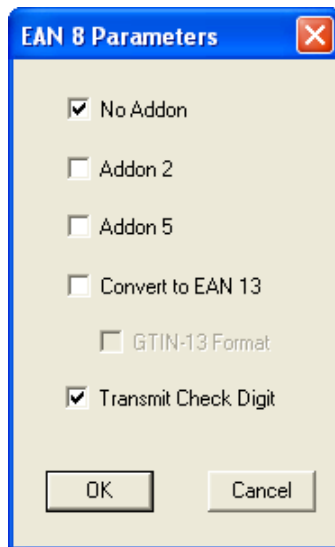 EAN 8 Parameters
No Addon
Addon 2
Addon 5
Convert to EAN 13
GTIN-13 Format
Transmit Check Digit
OK Cancel